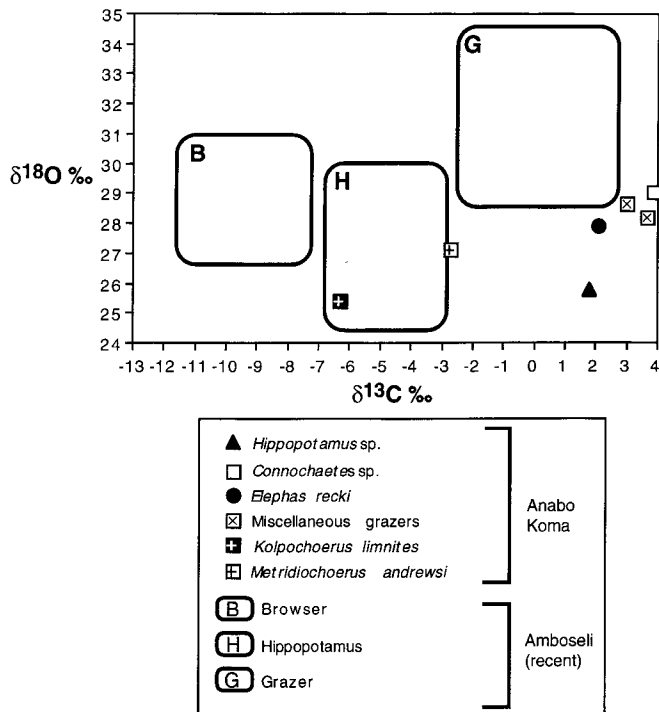 35
34
33
32
31
30
29
28
27
26
25
24
δ18O ‰
B
H
G
-13 -12 -11 -10 -9 -8 -7 -6 -5 -4 -3 -2 -1 0 1 2 3 4
δ13C ‰
Hippopotamus sp.
Connochaetes sp.
Elephas recki
Miscellaneous grazers
Kolpochoerus limnites
Metridiochoerus andrewsi
Anabo
Koma
B Browser
H Hippopotamus
G Grazer
Amboseli
(recent)